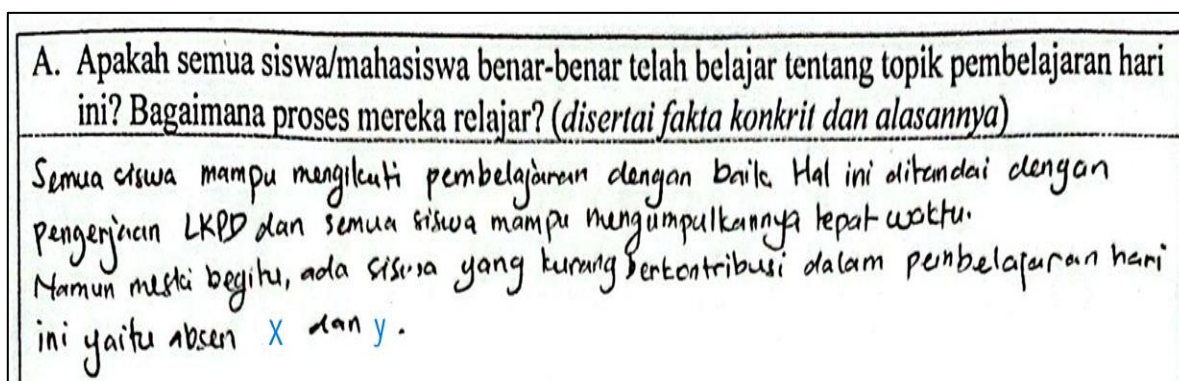 A. Apakah semua siswa/mahasiswa benar-benar telah belajar tentang topik pembelajaran hari
ini? Bagaimana proses mereka relajar? (disertai fakta konkrit dan alasannya)
Semua siswa mampu mengikuti pembelajaran dengan baik. Hal ini ditandai dengan
pengerjaan LKPD dan semua siswa mampu mengumpulkannya tepat waktu.
Namun meski begitu, ada siswa yang kurang berkontribusi dalam pembelajaran hari
ini yaitu absen X dan y.